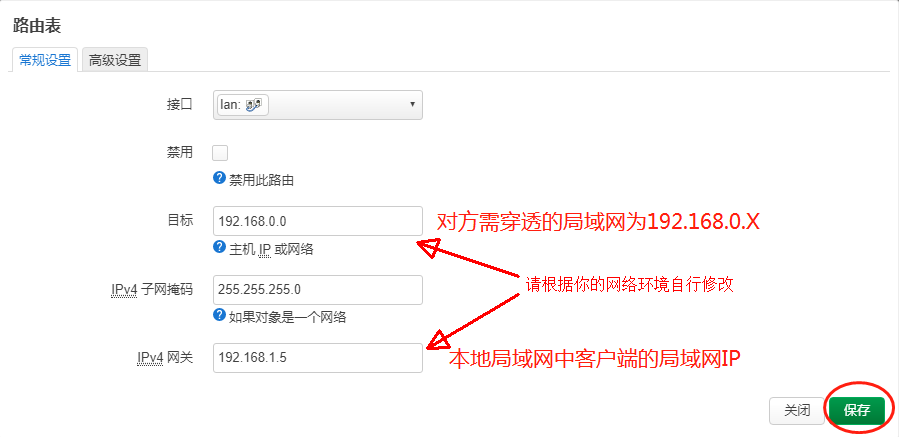 路由表
常规设置 高级设置
接口 lan:
禁用
禁用此路由
目标 192.168.0.0 对方需穿透的局域网为192.168.0.X
主机 IP 或网络
请根据你的网络环境自行修改
IPv4 子网掩码 255.255.255.0
如果对象是一个网络
IPv4 网关 192.168.1.5 本地局域网中客户端的局域网IP
关闭 保存